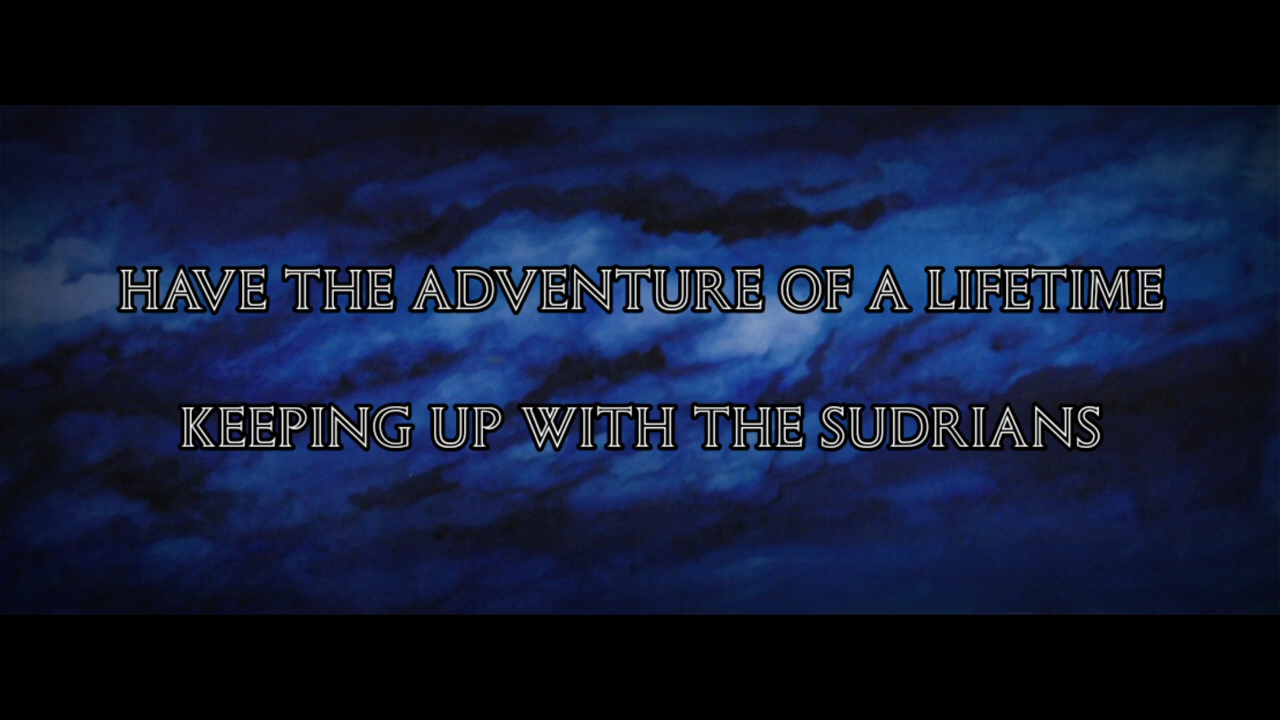 HAVE THE ADVENTURE OF A LIFETIME
KEEPING UP WITH THE SUDRIANS